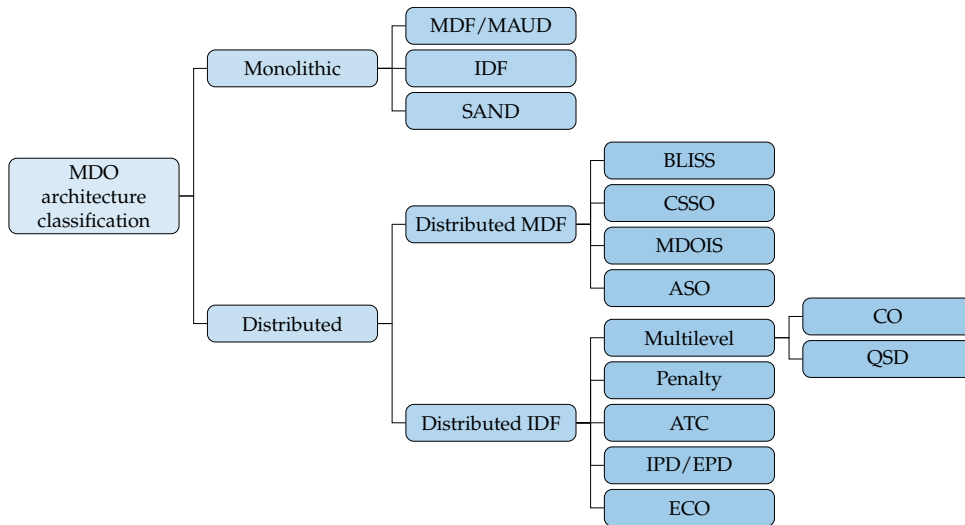 MDO
architecture
classification
Monolithic
MDF/MAUD
IDF
SAND
Distributed
Distributed MDF
BLISS
CSSO
MDOIS
ASO
Distributed IDF
Multilevel
CO
QSD
Penalty
ATC
IPD/EPD
ECO